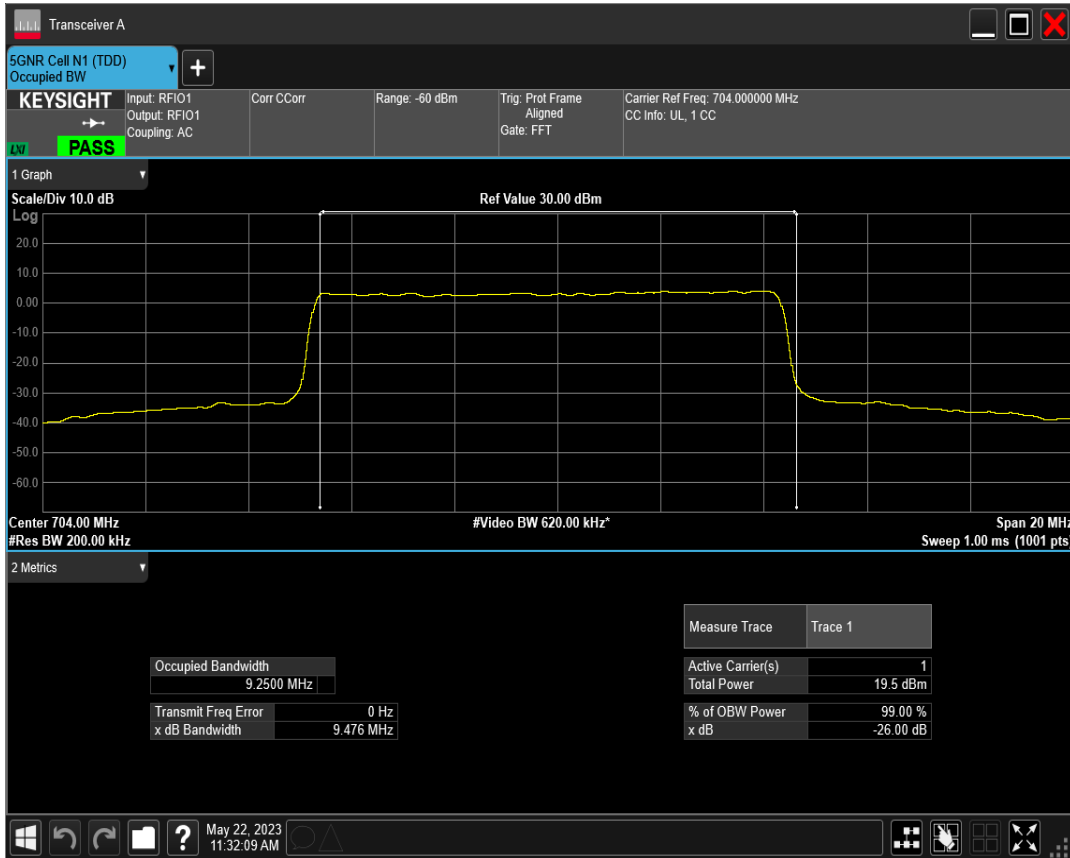 Transceiver A
5GNR Cell N1 (TDD)
Occupied BW
KEYSIGHT
LXI
PASS
Input: RFIO1
Output: RFIO1
Coupling: AC
Corr CCorr
Range: -60 dBm
Trig: Prot Frame
Aligned
Gate: FFT
Carrier Ref Freq: 704.000000 MHz
CC Info: UL, 1 CC
1 Graph
Scale/Div 10.0 dB
Ref Value 30.00 dBm
Log
20.0
10.0
0.00
-10.0
-20.0
-30.0
-40.0
-50.0
-60.0
Center 704.00 MHz
#Video BW 620.00 kHz*
Span 20 MHz
#Res BW 200.00 kHz
Sweep 1.00 ms (1001 pts)
2 Metrics
Measure Trace Trace 1
Occupied Bandwidth
9.2500 MHz
Transmit Freq Error 0 Hz
x dB Bandwidth 9.476 MHz
Active Carrier(s) 1
Total Power 19.5 dBm
% of OBW Power 99.00 %
x dB -26.00 dB
?
May 22, 2023
11:32:09 AM